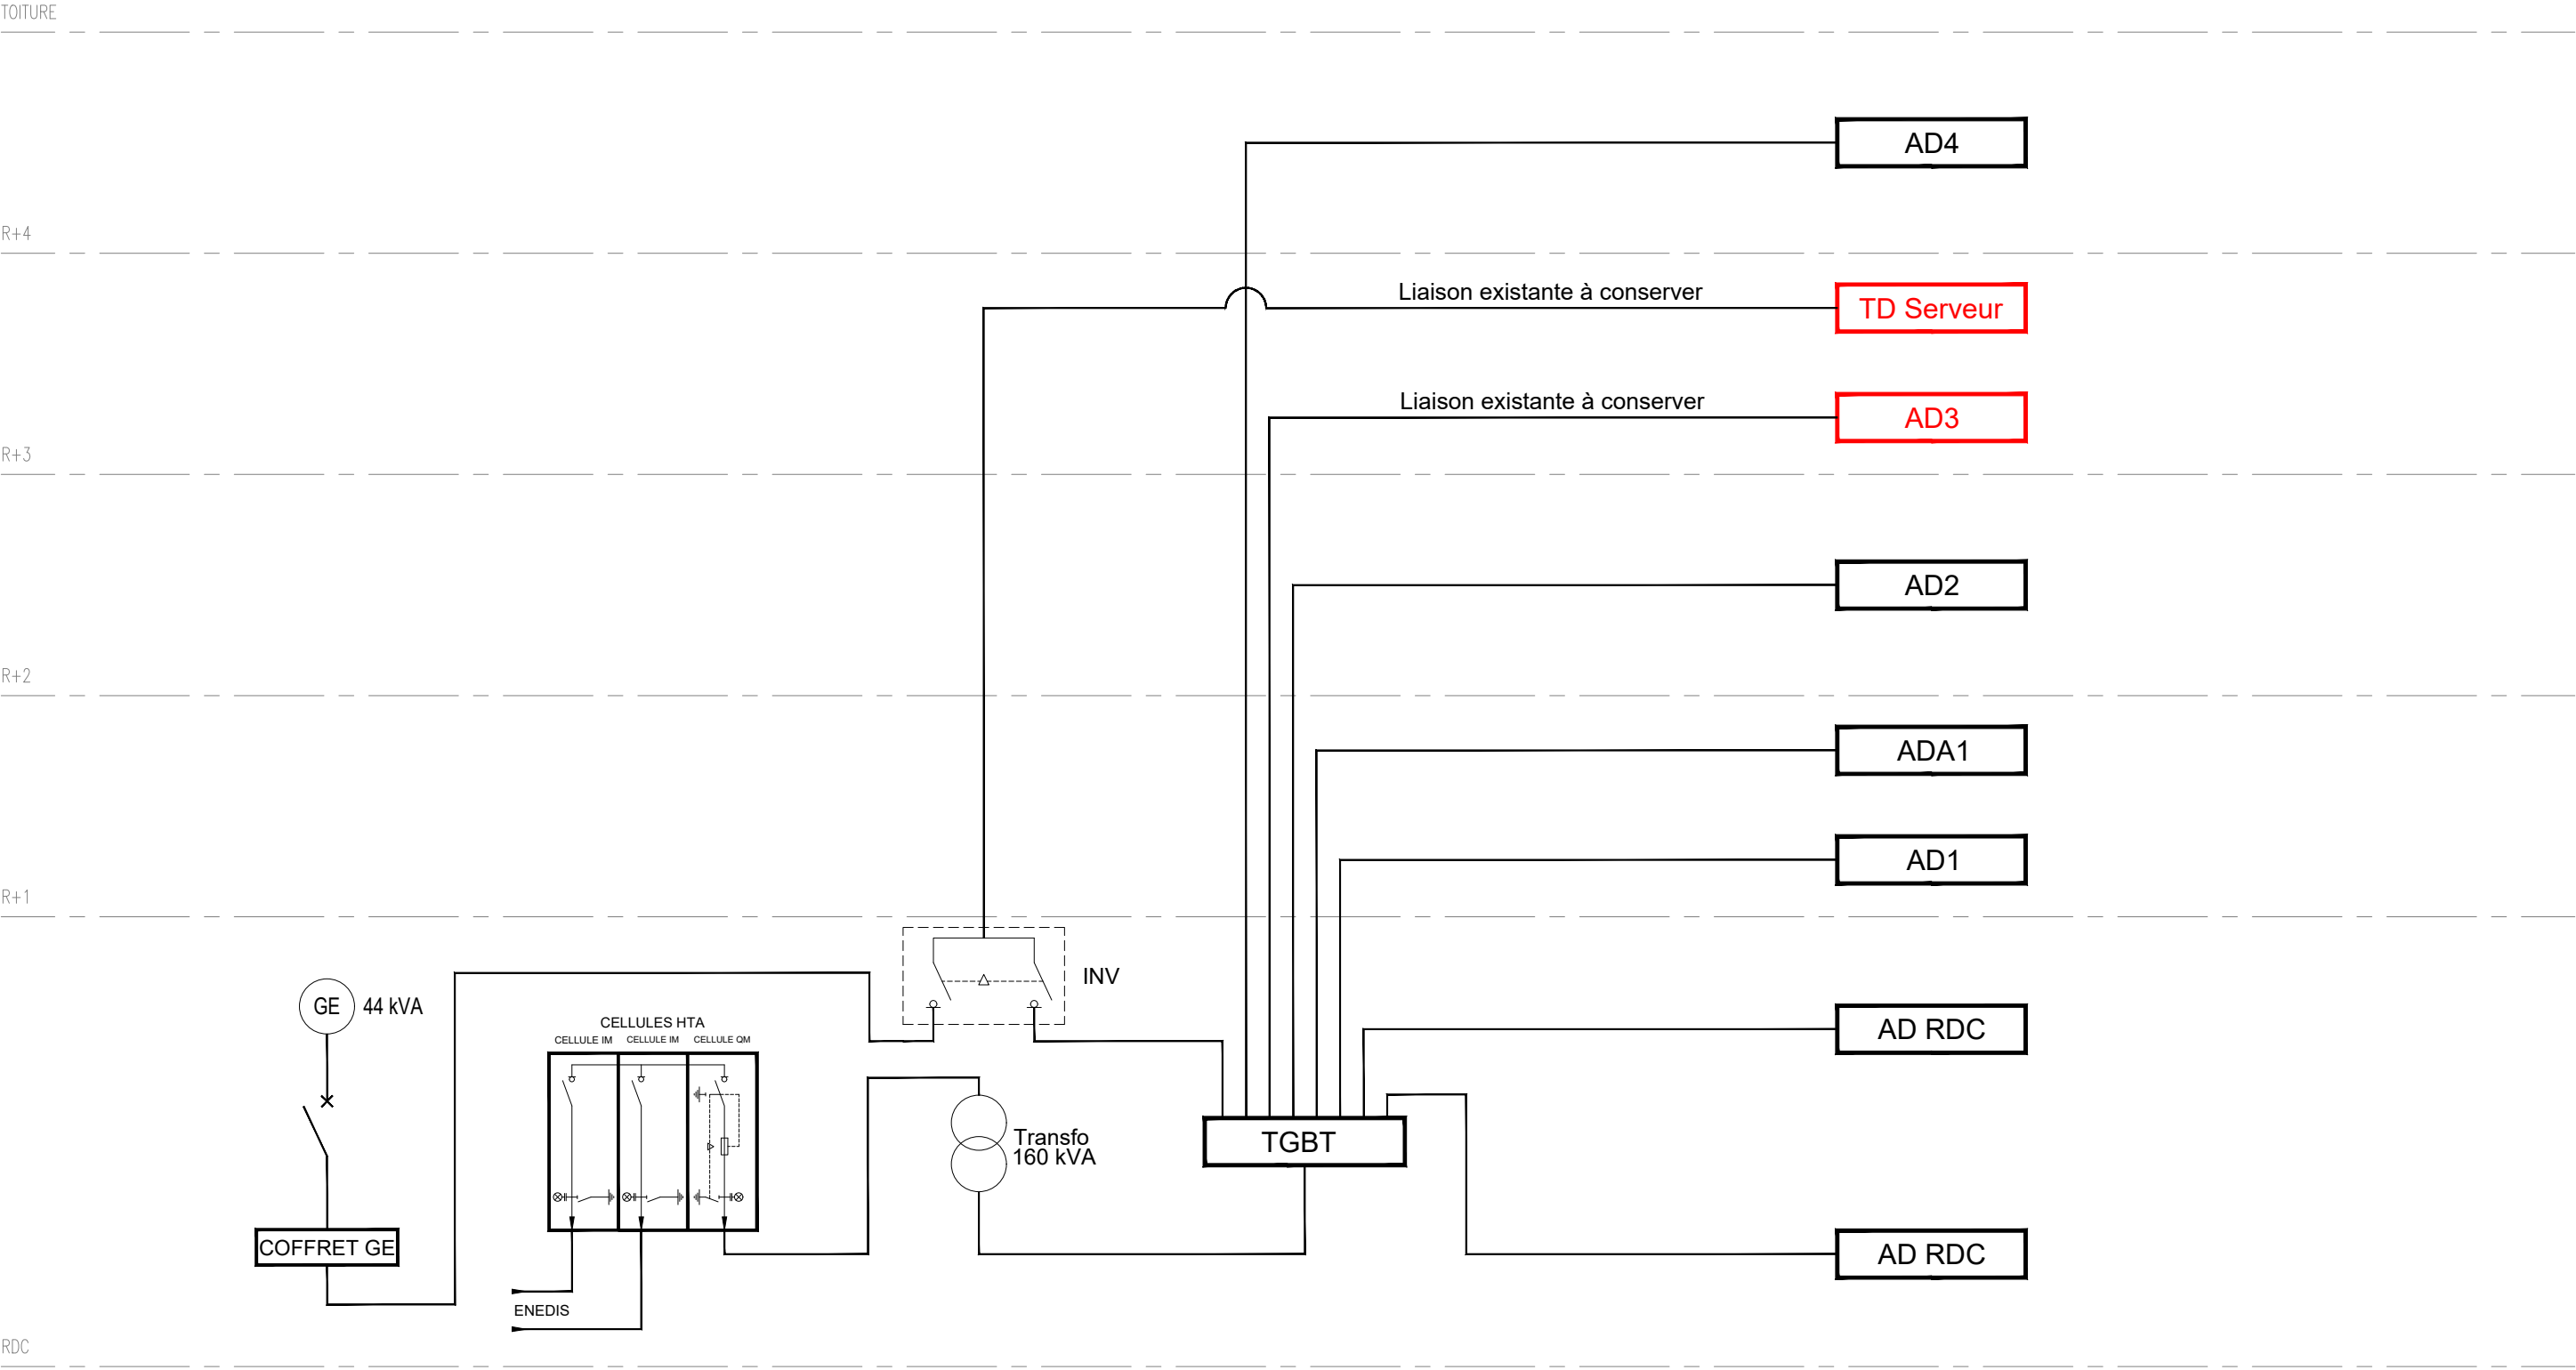 TOITURE
AD4
R+4
Liaison existante à conserver
TD Serveur
Liaison existante à conserver
AD3
R+3
AD2
R+2
ADA1
AD1
R+1
INV
GE
44 kVA
CELLULES HTA
CELLULE IM
CELLULE IM
CELLULE QM
AD RDC
Transfo
160 kVA
TGBT
COFFRET GE
AD RDC
ENEDIS
RDC